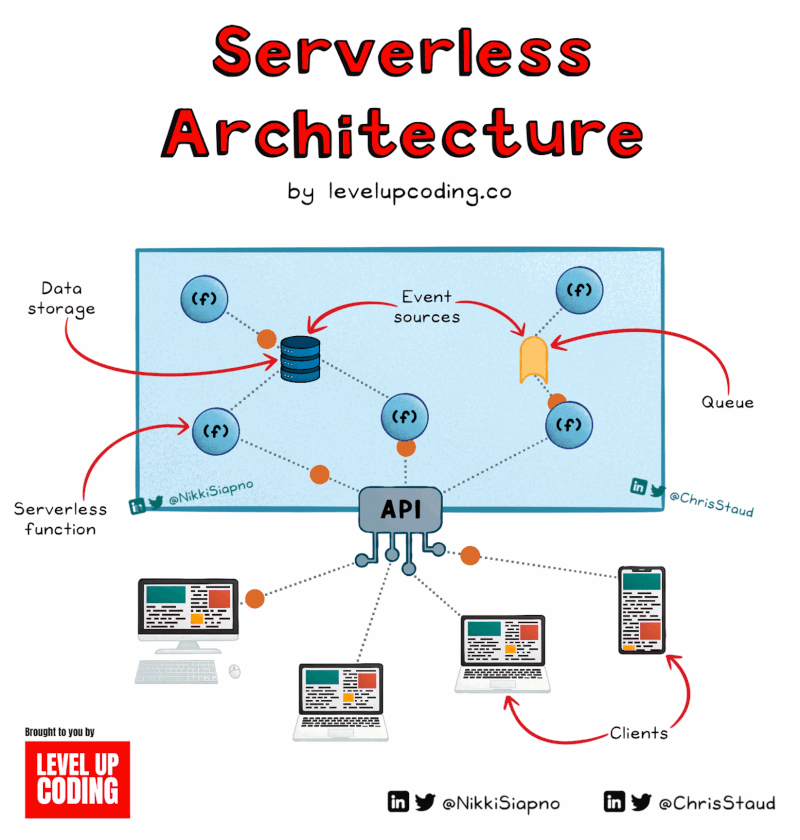 Serverless
Architecture
by levelupcoding.co
Data
storage
(f)
Event
sources
(f)
Queue
(f)
(f)
(f)
Serverless
function
@NikkiSiapno
@ChrisStaud
API
Clients
Brought to you by
LEVEL UP
CODING
@NikkiSiapno
@ChrisStaud